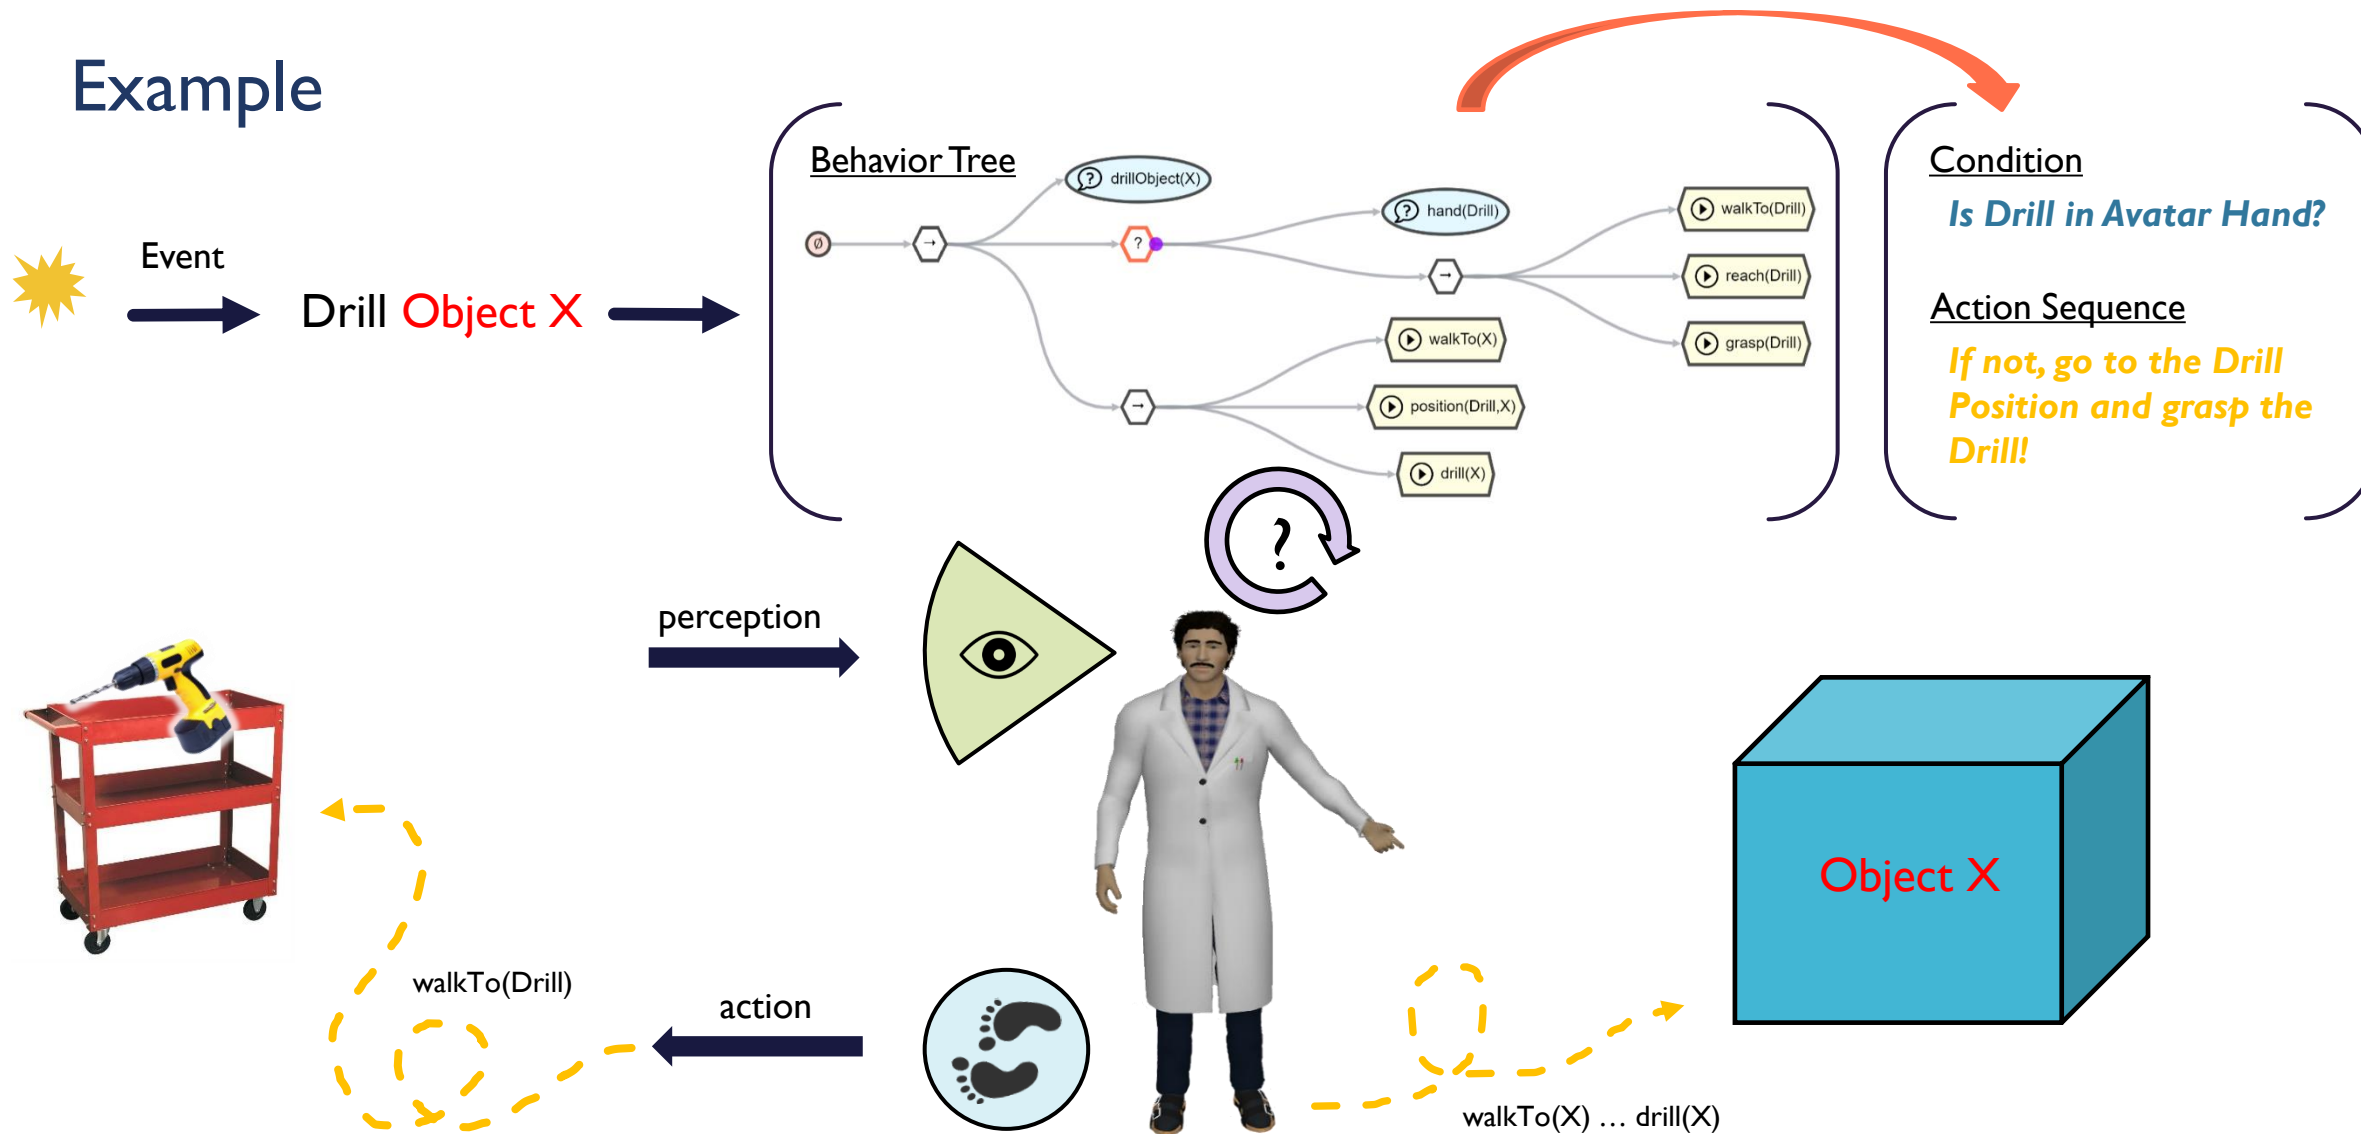 Example
Event
Drill Object X
Behavior Tree
Ø
→
? drillObject(X)
?
? hand(Drill)
→
walkTo(Drill)
reach(Drill)
grasp(Drill)
→
walkTo(X)
position(Drill,X)
drill(X)
Condition
Is Drill in Avatar Hand?
Action Sequence
If not, go to the Drill
Position and grasp the
Drill!
?
perception
action
walkTo(Drill)
walkTo(X) … drill(X)
Object X